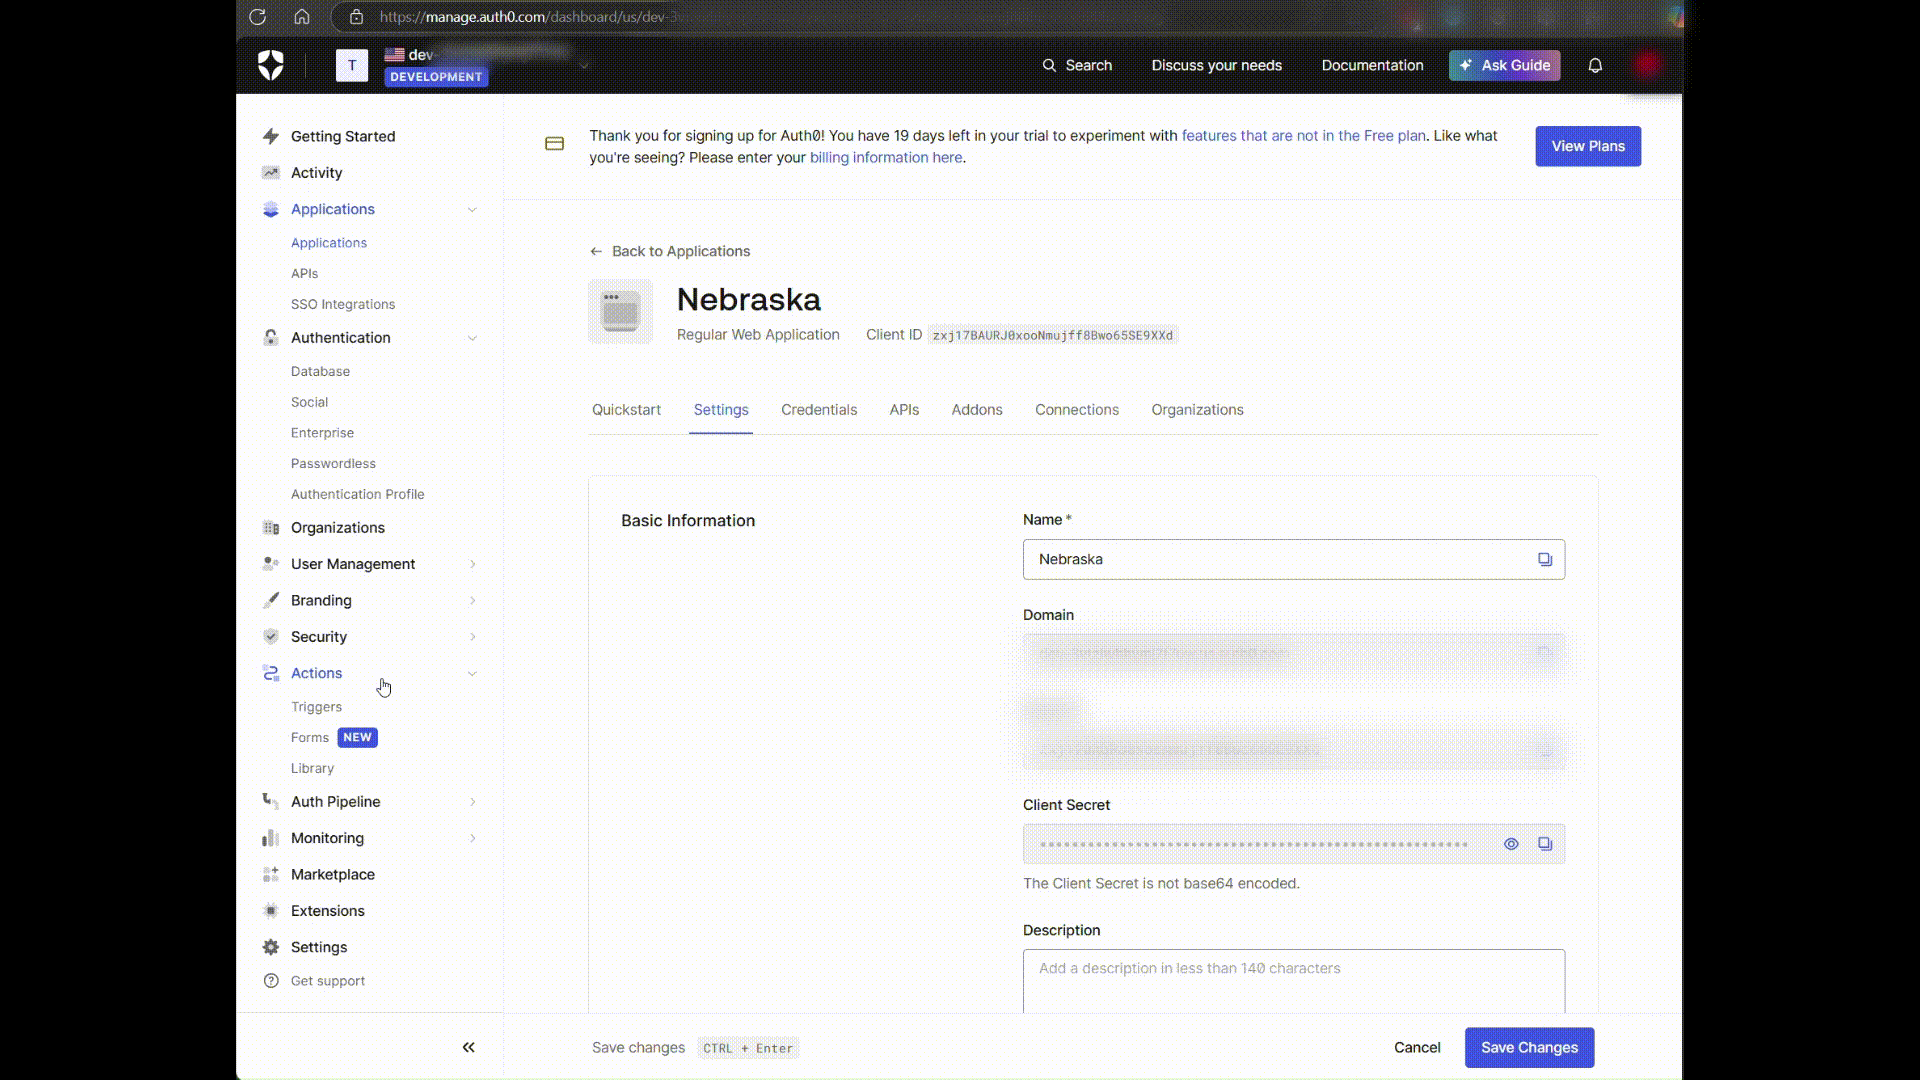 https://manage.auth0.com/dashboard/us/dev-3
T
dev-
DEVELOPMENT
Search
Discuss your needs
Documentation
Ask Guide
Getting Started
Activity
Applications
Applications
APIs
SSO Integrations
Authentication
Database
Social
Enterprise
Passwordless
Authentication Profile
Organizations
User Management
Branding
Security
Actions
Triggers
Forms NEW
Library
Auth Pipeline
Monitoring
Marketplace
Extensions
Settings
Get support
Thank you for signing up for Auth0! You have 19 days left in your trial to experiment with features that are not in the Free plan. Like what
you're seeing? Please enter your billing information here.
View Plans
Back to Applications
Nebraska
Regular Web Application
Client ID zxj17BAURJ0xooNmujff8Bwo65SE9XXd
Quickstart
Settings
Credentials
APIs
Addons
Connections
Organizations
Basic Information
Name *
Nebraska
Domain
Client Secret
The Client Secret is not base64 encoded.
Description
Add a description in less than 140 characters
Save changes CTRL + Enter
Cancel
Save Changes